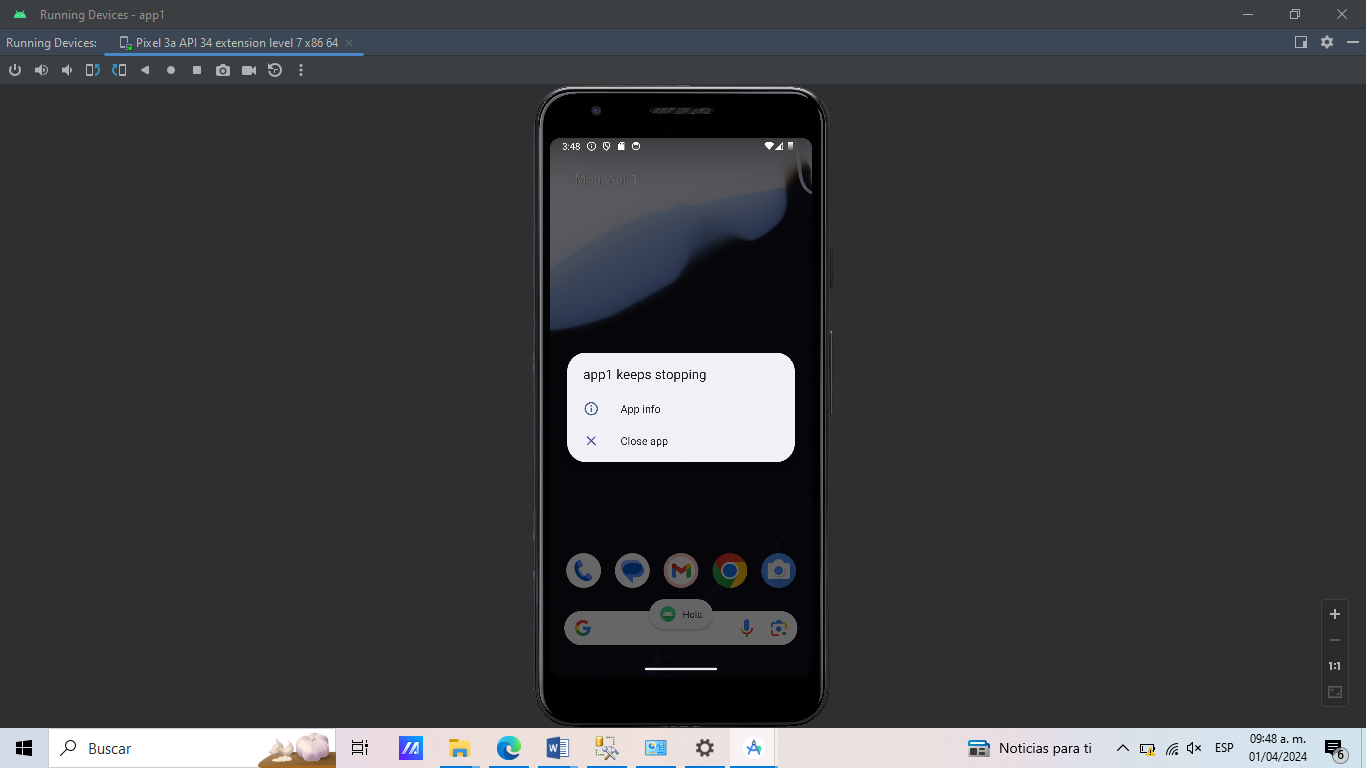 Running Devices - app1
Running Devices: Pixel 3a API 34 extension level 7 x86 64
3:48
Mon, Apr 1
app1 keeps stopping
App info
Close app
Hola
1:1
Buscar
Noticias para ti
ESP
09:48 a. m.
01/04/2024
6